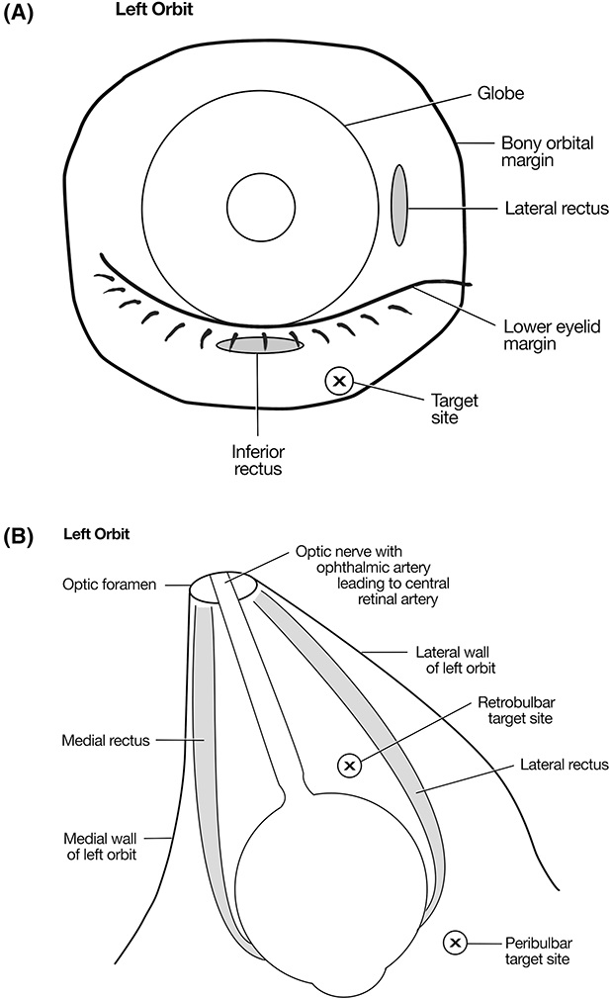 (A)
Left Orbit
Globe
Bony orbital
margin
Lateral rectus
Lower eyelid
margin
X
Target
site
Inferior
rectus
(B)
Left Orbit
Optic nerve with
ophthalmic artery
leading to central
retinal artery
Optic foramen
Lateral wall
of left orbit
Retrobulbar
target site
Medial rectus
X
Lateral rectus
Medial wall
of left orbit
X
Peribulbar
target site